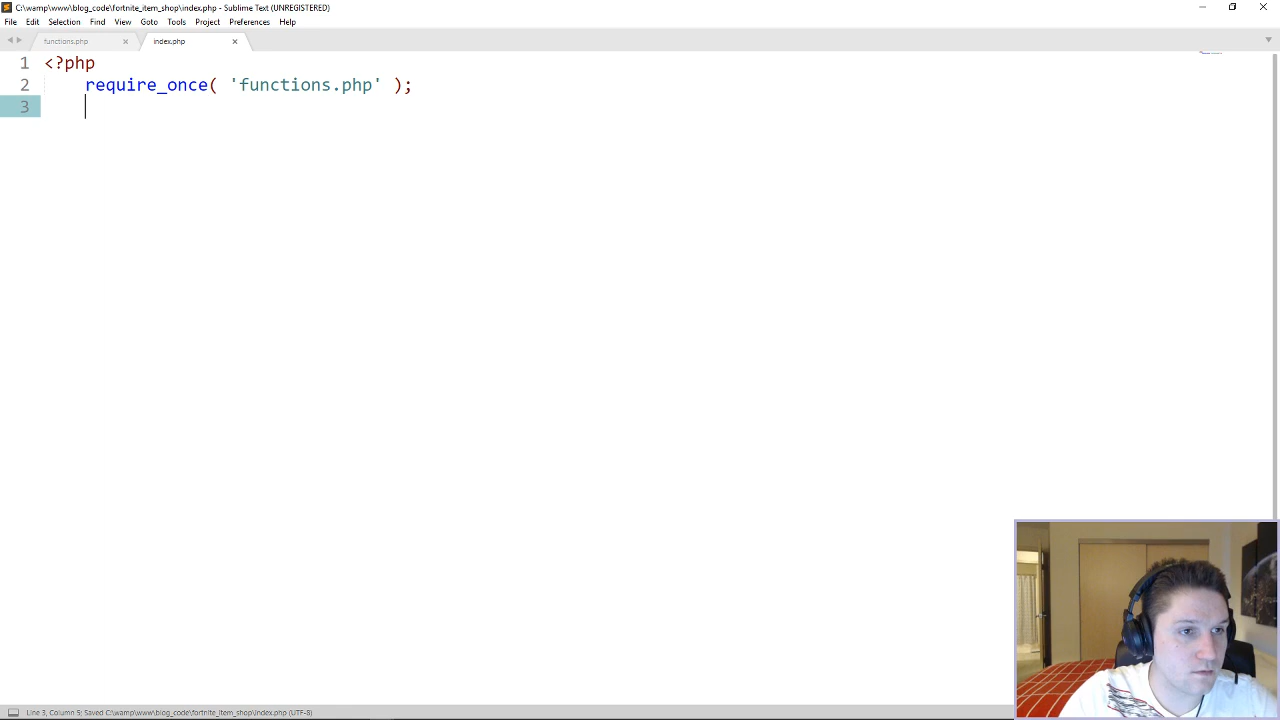 C:\wamp\www\blog_code\fortnite_item_shop\index.php - Sublime Text (UNREGISTERED)
File Edit Selection Find View Goto Tools Project Preferences Help
functions.php × index.php ×
1 <?php
2 require_once( 'functions.php' );
3
Line 3, Column 5; Saved C:\wamp\www\blog_code\fortnite_item_shop\index.php (UTF-8)